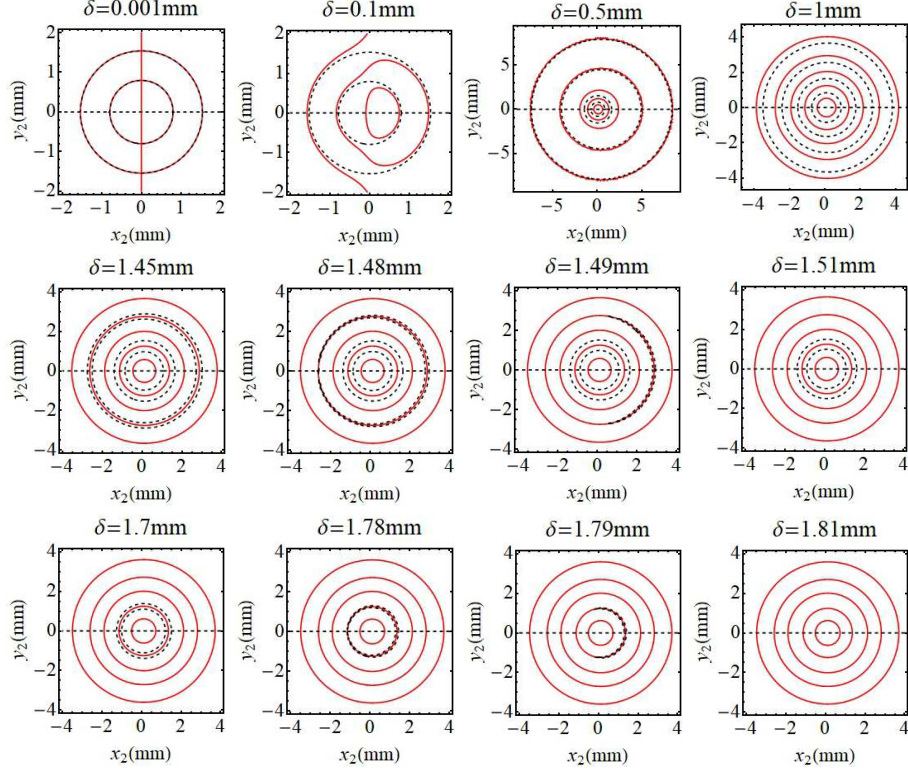 δ=0.001mm
δ=0.1mm
δ=0.5mm
δ=1mm
2
1
0
−1
−2
y₂(mm)
−2 −1 0 1 2
x₂(mm)
2
1
0
−1
−2
y₂(mm)
−2 −1 0 1 2
x₂(mm)
5
0
−5
y₂(mm)
−5 0 5
x₂(mm)
4
2
0
−2
−4
y₂(mm)
−4 −2 0 2 4
x₂(mm)
δ=1.45mm
δ=1.48mm
δ=1.49mm
δ=1.51mm
4
2
0
−2
−4
y₂(mm)
−4 −2 0 2 4
x₂(mm)
4
2
0
−2
−4
y₂(mm)
−4 −2 0 2 4
x₂(mm)
4
2
0
−2
−4
y₂(mm)
−4 −2 0 2 4
x₂(mm)
4
2
0
−2
−4
y₂(mm)
−4 −2 0 2 4
x₂(mm)
δ=1.7mm
δ=1.78mm
δ=1.79mm
δ=1.81mm
4
2
0
−2
−4
y₂(mm)
−4 −2 0 2 4
x₂(mm)
4
2
0
−2
−4
y₂(mm)
−4 −2 0 2 4
x₂(mm)
4
2
0
−2
−4
y₂(mm)
−4 −2 0 2 4
x₂(mm)
4
2
0
−2
−4
y₂(mm)
−4 −2 0 2 4
x₂(mm)